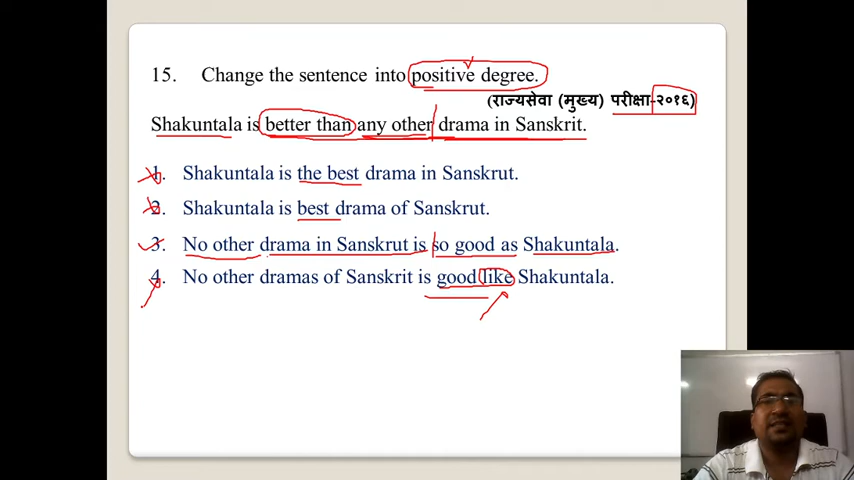 15. Change the sentence into positive degree.
(राज्यसेवा (मुख्य) परीक्षा-२०१६)
Shakuntala is better than any other drama in Sanskrit.
1. Shakuntala is the best drama in Sanskrut.
2. Shakuntala is best drama of Sanskrut.
3. No other drama in Sanskrut is so good as Shakuntala.
4. No other dramas of Sanskrit is good like Shakuntala.